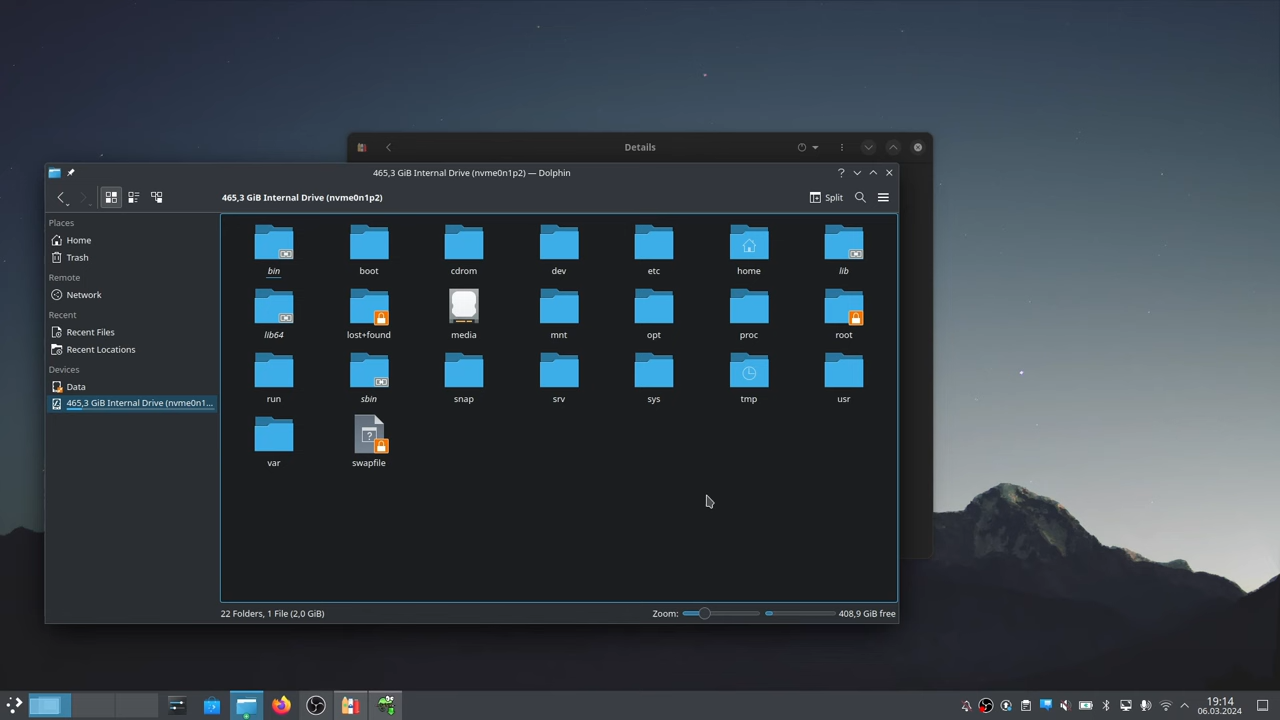 Details
465,3 GiB Internal Drive (nvme0n1p2) — Dolphin
465,3 GiB Internal Drive (nvme0n1p2)
Split
Places
Home
Trash
Remote
Network
Recent
Recent Files
Recent Locations
Devices
Data
465,3 GiB Internal Drive (nvme0n1...
bin
boot
cdrom
dev
etc
home
lib
lib64
lost+found
media
mnt
opt
proc
root
run
sbin
snap
srv
sys
tmp
usr
var
swapfile
22 Folders, 1 File (2,0 GiB)
Zoom:
408,9 GiB free
19:14
06.03.2024